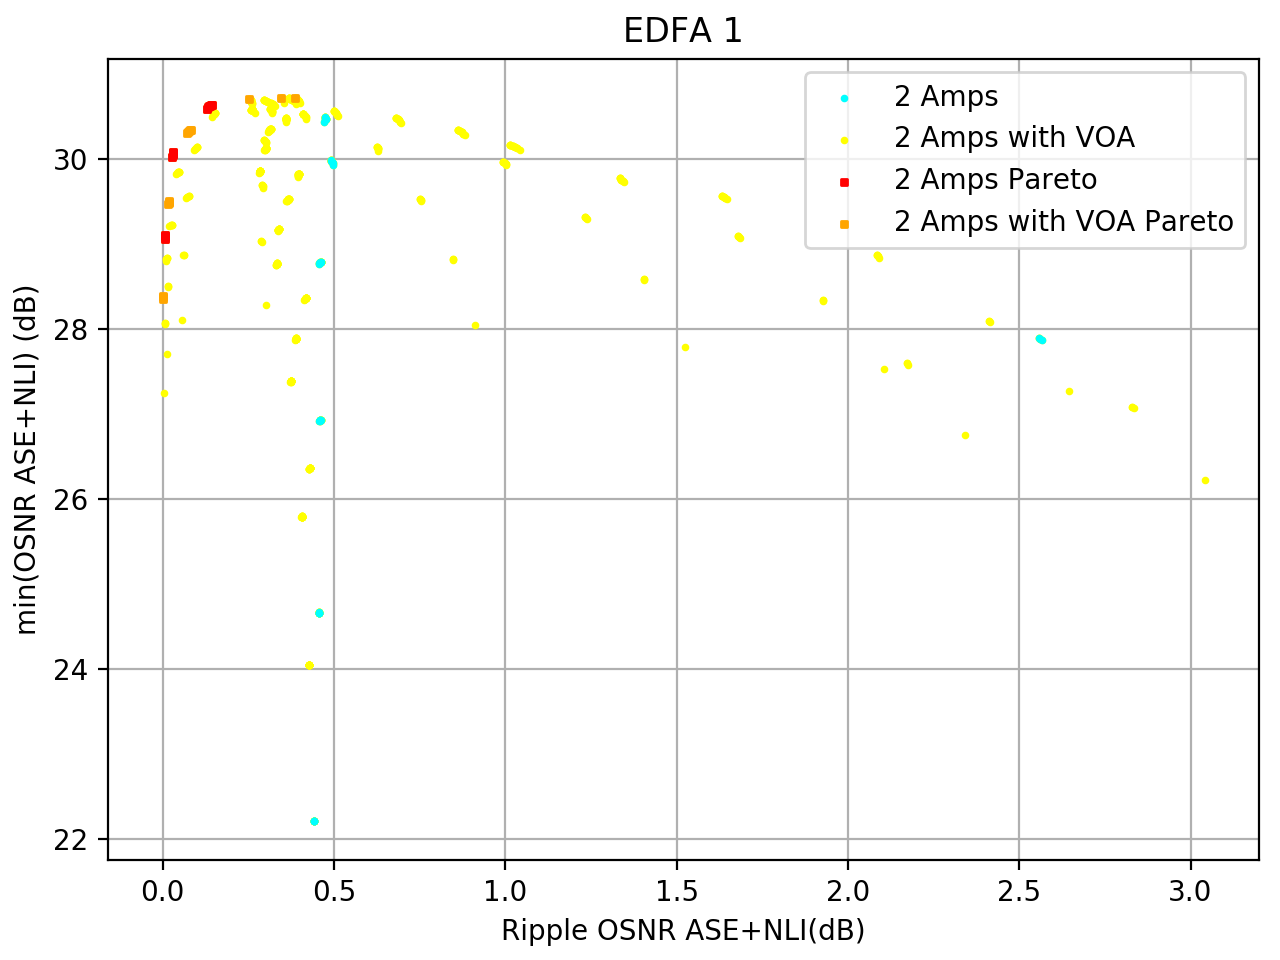 EDFA 1
2 Amps
2 Amps with VOA
2 Amps Pareto
2 Amps with VOA Pareto
min(OSNR ASE+NLI) (dB)
30
28
26
24
22
0.0 0.5 1.0 1.5 2.0 2.5 3.0
Ripple OSNR ASE+NLI(dB)